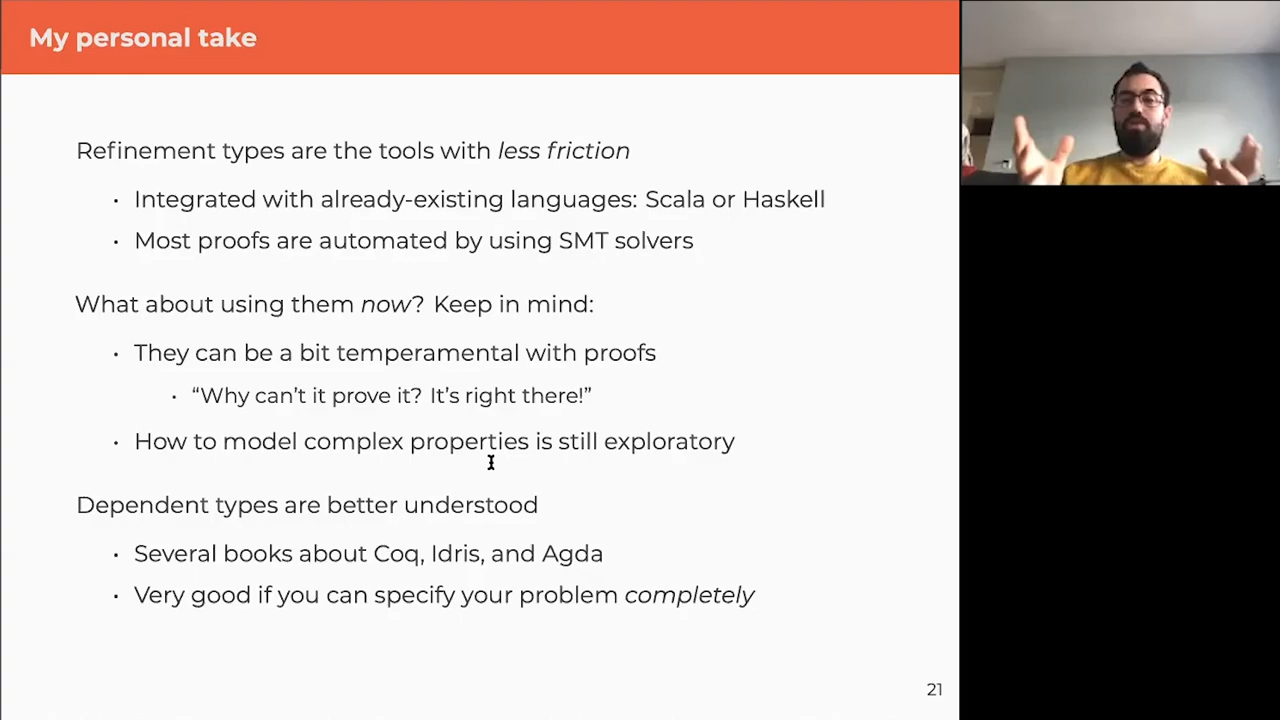 My personal take
Refinement types are the tools with less friction
· Integrated with already-existing languages: Scala or Haskell
· Most proofs are automated by using SMT solvers
What about using them now? Keep in mind:
· They can be a bit temperamental with proofs
· “Why can’t it prove it? It’s right there!”
· How to model complex properties is still exploratory
Dependent types are better understood
· Several books about Coq, Idris, and Agda
· Very good if you can specify your problem completely
21